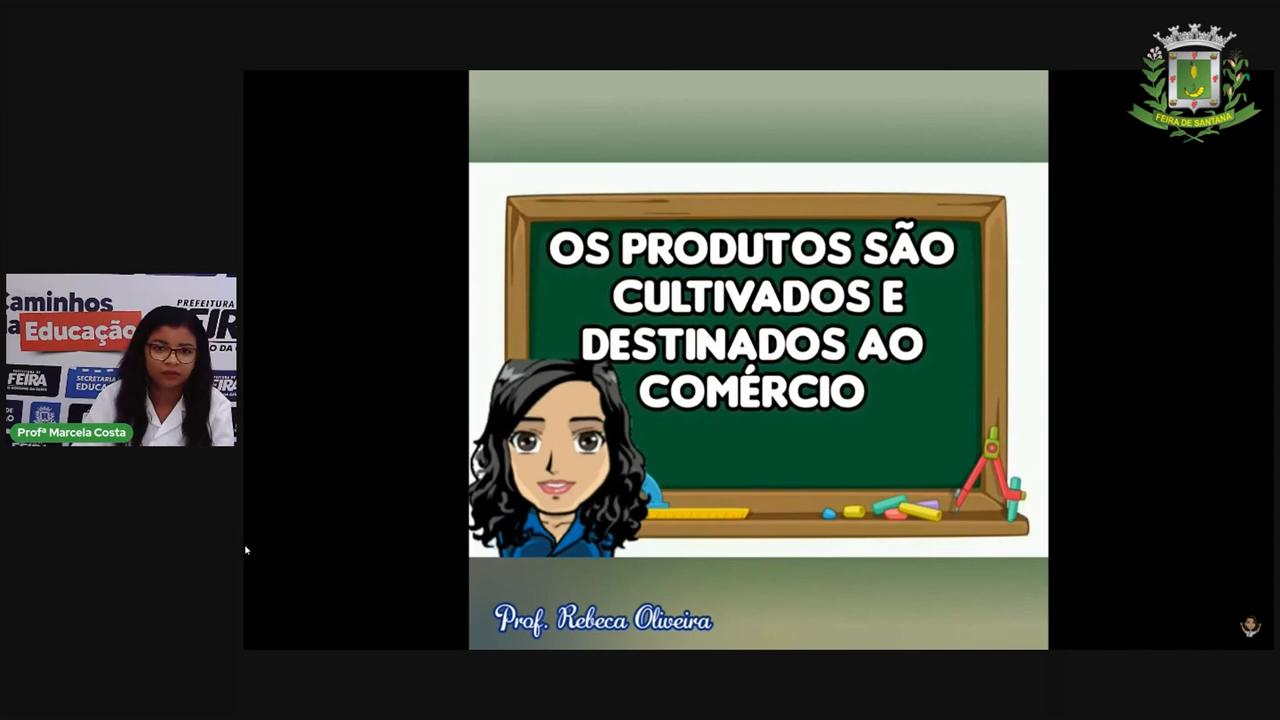 FEIRA DE SANTANA
OS PRODUTOS SÃO
CULTIVADOS E
DESTINADOS AO
COMÉRCIO
Caminhos
Educação
PREFEITURA
FEIRA
SECRETARIA
EDUCA
Profª Marcela Costa
Prof. Rebeca Oliveira